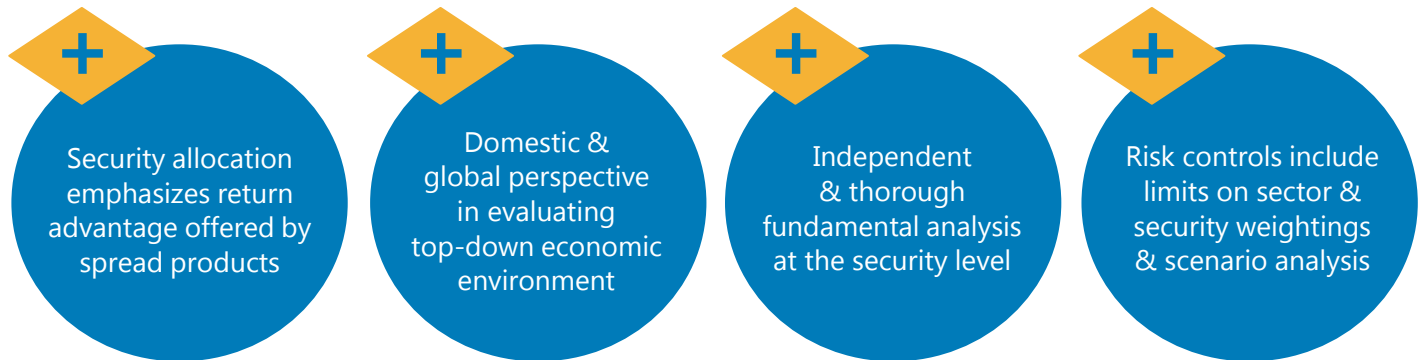 Security allocation
emphasizes return
advantage offered by
spread products
Domestic &
global perspective
in evaluating
top-down economic
environment
Independent
& thorough
fundamental analysis
at the security level
Risk controls include
limits on sector &
security weightings
& scenario analysis